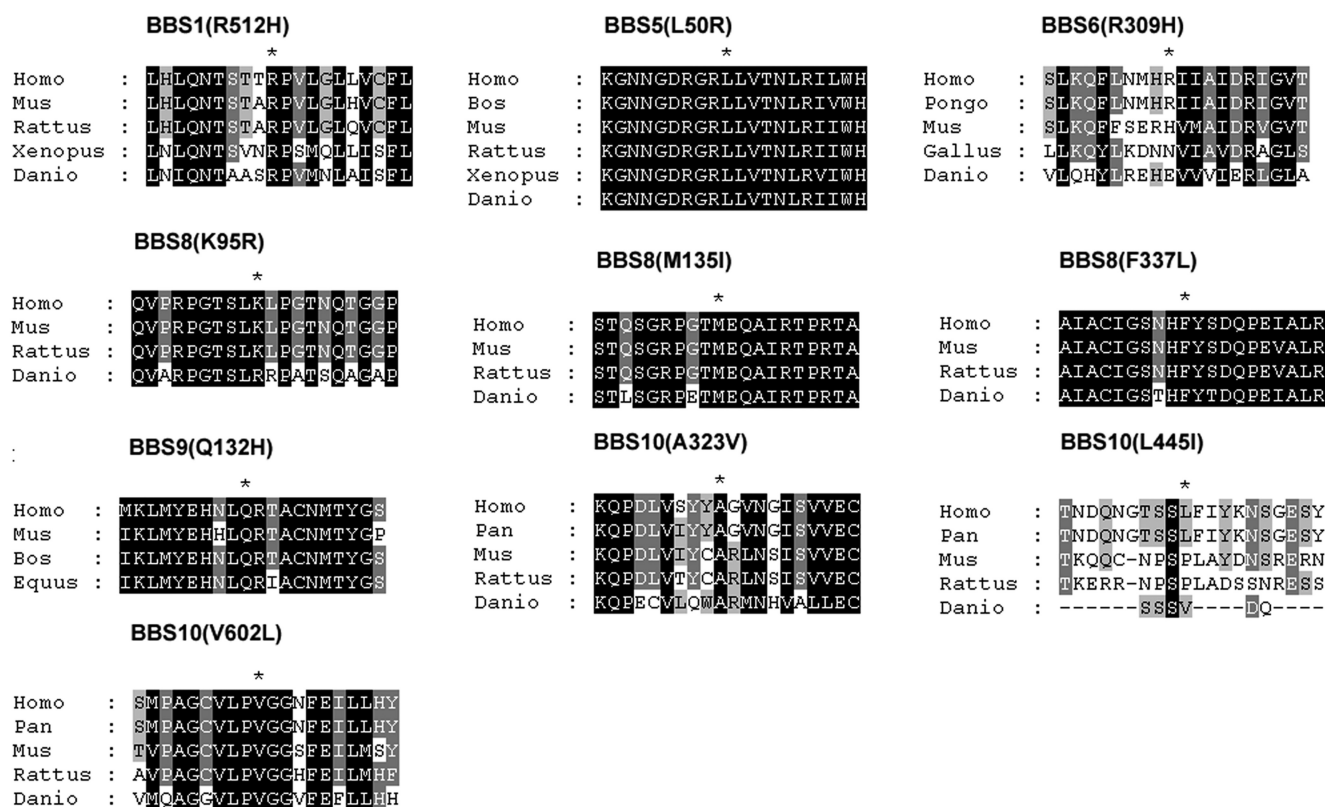 BBS1(R512H)
*
Homo : LHLQNTSTTRPVLGLLVCFL
Mus : LHLQNTSTARPVLGLHVCFL
Rattus : LHLQNTSTARPVLGLQVCFL
Xenopus : LNLQNTSVNRPSMQLLISFL
Danio : LNIQNTAASRPVMNLAISFL
BBS5(L50R)
*
Homo : KGNNGDRGRLLVTNLRILWH
Bos : KGNNGDRGRLLVTNLRIVWH
Mus : KGNNGDRGRLLVTNLRIIWH
Rattus : KGNNGDRGRLLVTNLRIIWH
Xenopus : KGNNGDRGRLLVTNLRVIWH
Danio : KGNNGDRGRLLVTNLRIIWH
BBS6(R309H)
*
Homo : SLKQFLNMHRIIAIDRIGVT
Pongo : SLKQFLNMHRIIAIDRIGVT
Mus : SLKQFFSERHVMAIDRVGVT
Gallus : LLKQYLKDNNVIAVDRAGLS
Danio : VLQHYLREHEVVVIERLGLA
BBS8(K95R)
*
Homo : QVPRPGTSLKLPGTNQTGGP
Mus : QVPRPGTSLKLPGTNQTGGP
Rattus : QVPRPGTSLKLPGTNQTGGP
Danio : QVARPGTSLRRPATSQAGAP
BBS8(M135I)
*
Homo : STQSGRPGTMEQAIRTPRTA
Mus : STQSGRPGTMEQAIRTPRTA
Rattus : STQSGRPGTMEQAIRTPRTA
Danio : STLSGRPETMEQAIRTPRTA
BBS8(F337L)
*
Homo : AIACIGSNHFYSDQPEIALR
Mus : AIACIGSNHFYSDQPEVALR
Rattus : AIACIGSNHFYSDQPEVALR
Danio : AIACIGSTHFYTDQPEIALR
BBS9(Q132H)
:
*
Homo : MKLMYEHNLQRTACNMTYGS
Mus : IKLMYEHHLQRTACNMTYGP
Bos : IKLMYEHNLQRTACNMTYGS
Equus : IKLMYEHNLQRIACNMTYGS
BBS10(A323V)
*
Homo : KQPDLVSYYAGVNGISVVEC
Pan : KQPDLVIYYAGVNGISVVEC
Mus : KQPDLVIYCARLNSISVVEC
Rattus : KQPDLVTYCARLNSISVVEC
Danio : KQPECVLQWARMNHVALLEC
BBS10(L445I)
*
Homo : TNDQNGTSSLFIYKNSGESY
Pan : TNDQNGTSSLFIYKNSGESY
Mus : TKQQC-NPSPLAYDNSRERN
Rattus : TKERR-NPSPLADSSNRESS
Danio : ------SSSV----DQ----
BBS10(V602L)
*
Homo : SMPAGCVLPVGGNFEILLHY
Pan : SMPAGCVLPVGGNFEILLHY
Mus : TVPAGCVLPVGGSFEILMSY
Rattus : AVPAGCVLPVGGHFEILMHF
Danio : VMQAGGVLPVGGVFEFLLHH